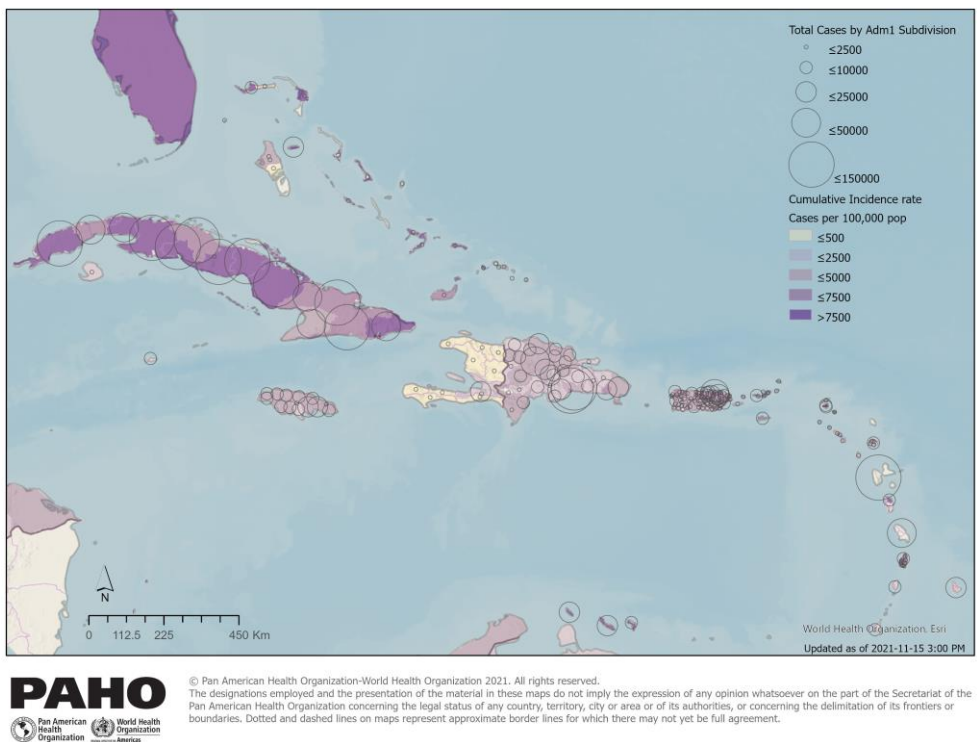 Total Cases by Adm1 Subdivision
≤2500
≤10000
≤25000
≤50000
≤150000
Cumulative Incidence rate
Cases per 100,000 pop
≤500
≤2500
≤5000
≤7500
>7500
N
0 112.5 225 450 Km
World Health Organization, Esri
Updated as of 2021-11-15 3:00 PM
PAHO
Pan American
Health
Organization
World Health
Organization
Americas
© Pan American Health Organization-World Health Organization 2021. All rights reserved.
The designations employed and the presentation of the material in these maps do not imply the expression of any opinion whatsoever on the part of the Secretariat of the
Pan American Health Organization concerning the legal status of any country, territory, city or area or of its authorities, or concerning the delimitation of its frontiers or
boundaries. Dotted and dashed lines on maps represent approximate border lines for which there may not yet be full agreement.